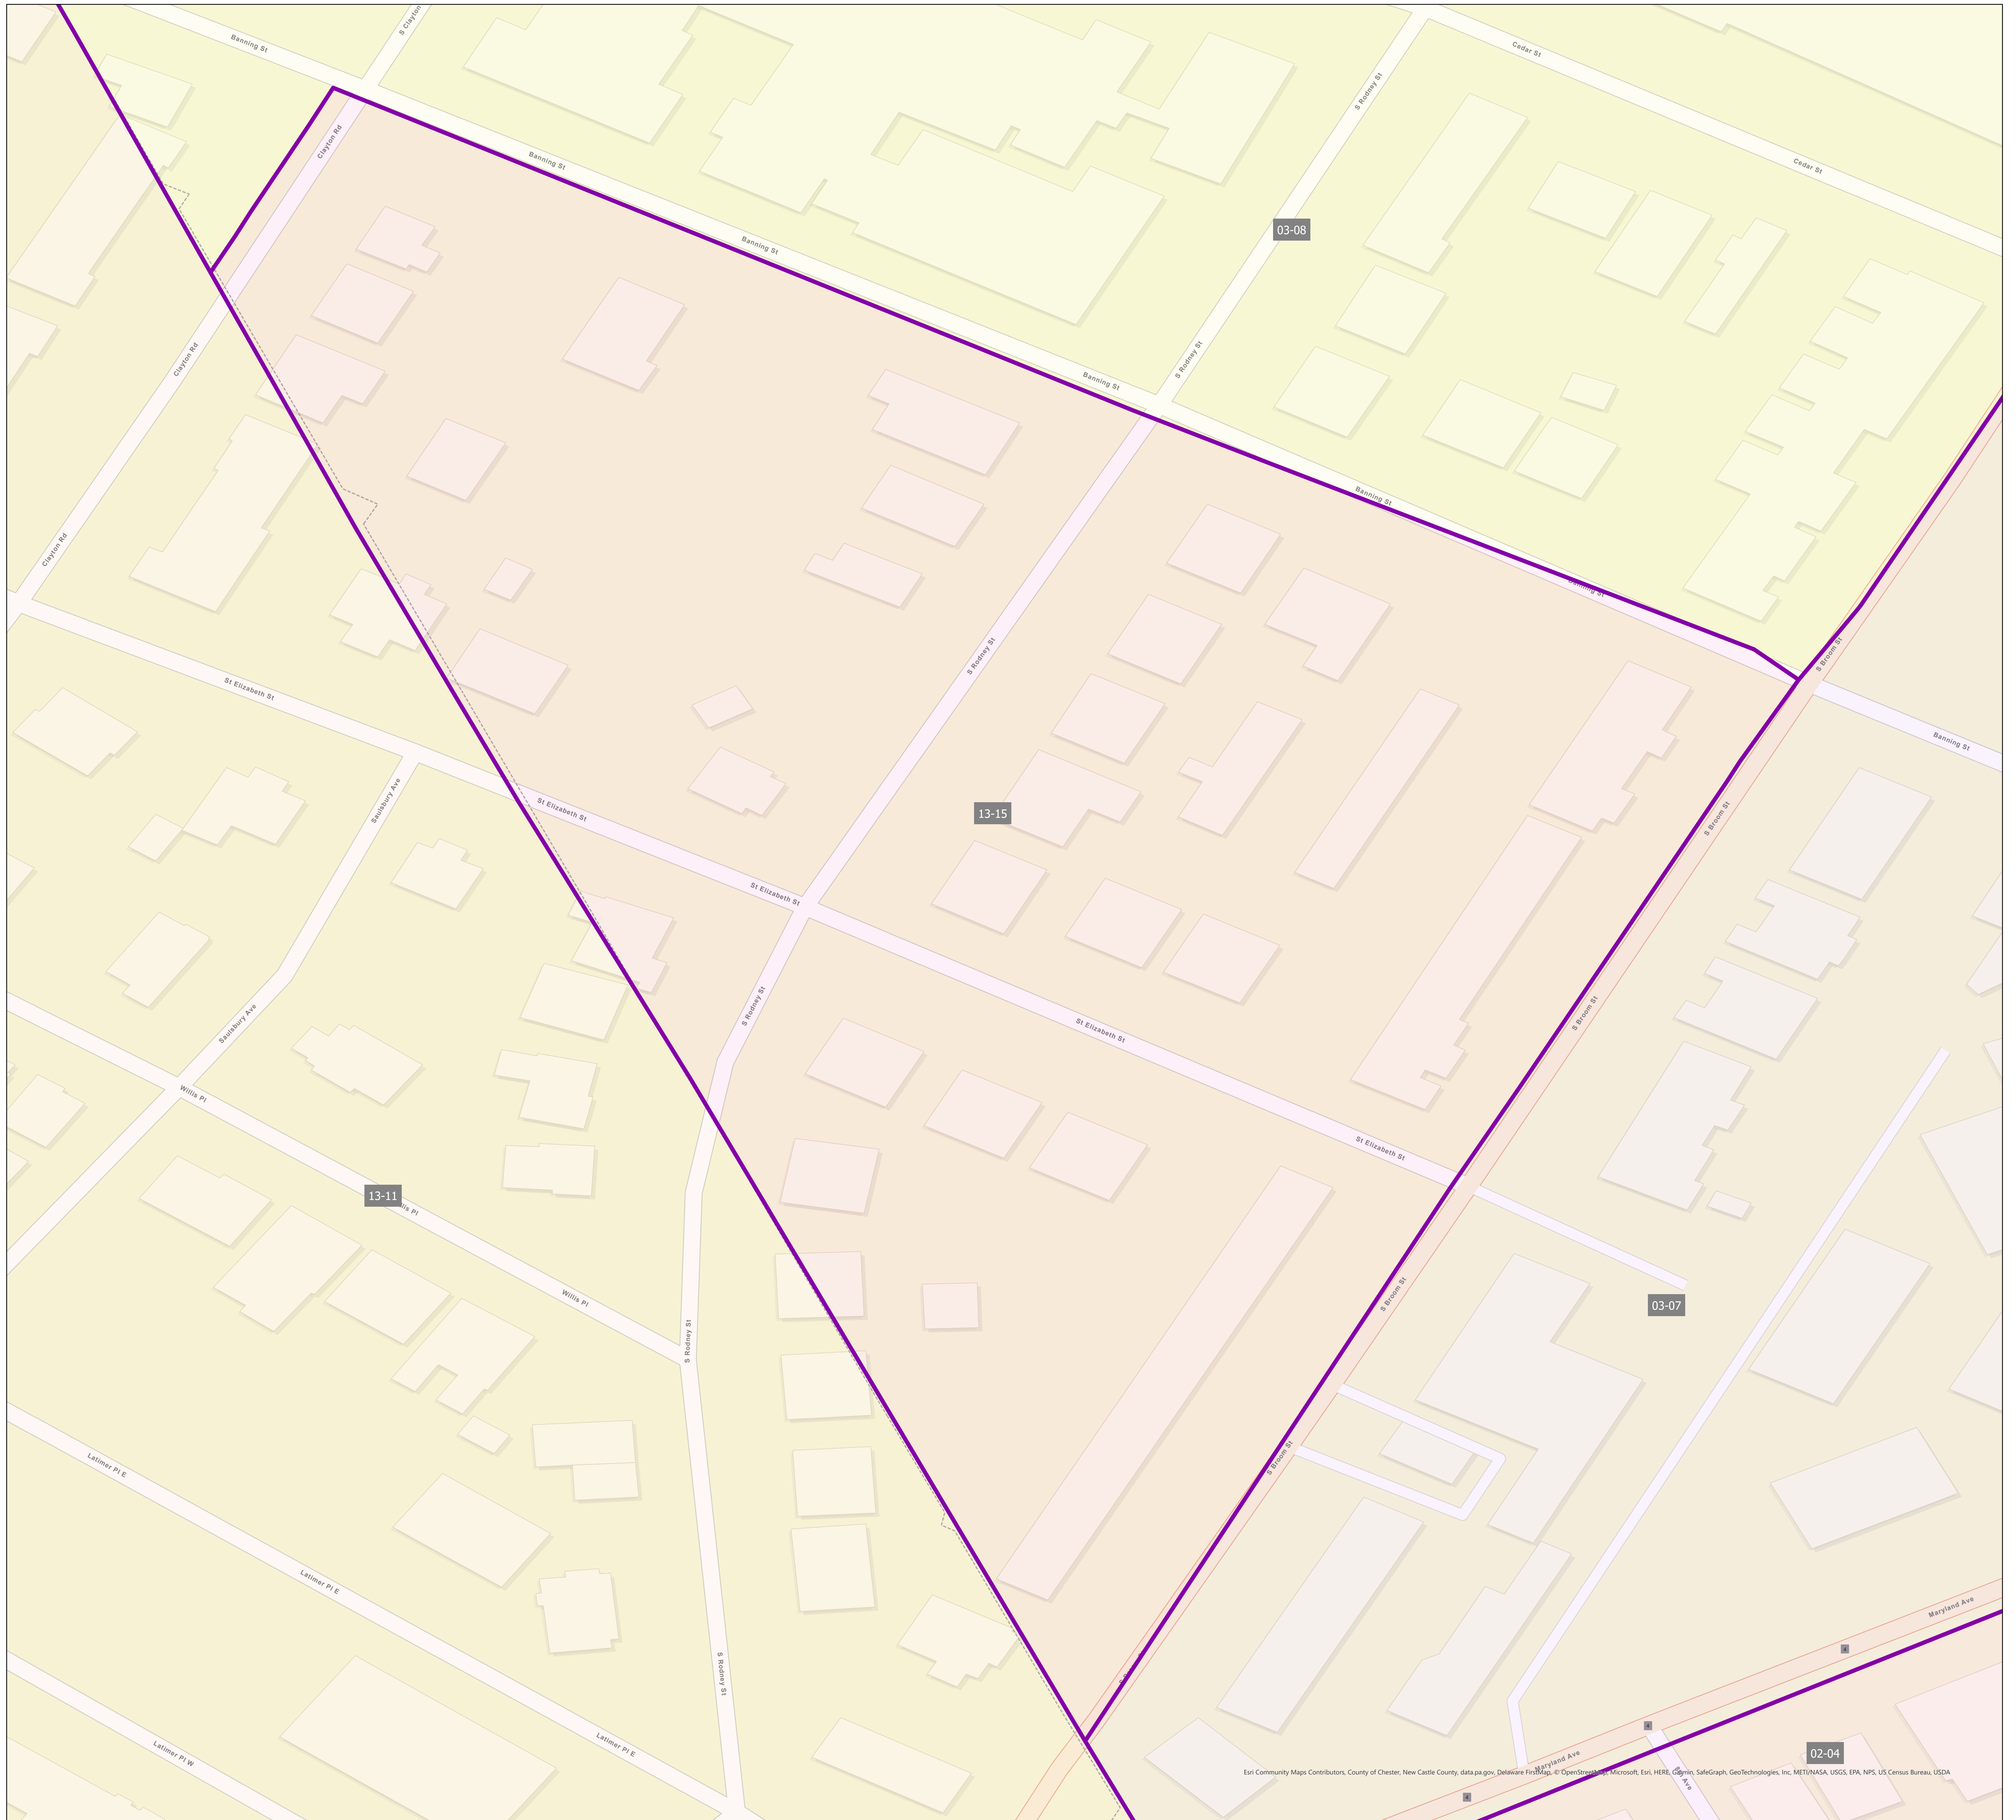 S Clayton
Banning St
Cedar St
S Rodney St
Clayton Rd
Banning St
Cedar St
03-08
Banning St
S Rodney St
Clayton Rd
Banning St
Banning St
Clayton Rd
Banning St
S Rodney St
S Broom St
St Elizabeth St
Banning St
Saulsbury Ave
St Elizabeth St
13-15
S Broom St
St Elizabeth St
S Rodney St
S Broom St
Saulsbury Ave
St Elizabeth St
Willis Pl
St Elizabeth St
13-11
Pl
S Broom St
Willis Pl
03-07
S Rodney St
S Broom St
Latimer Pl E
Latimer Pl E
Maryland Ave
4
S Rodney St
4
Latimer Pl E
Latimer Pl W
02-04
Maryland Ave
Esri Community Maps Contributors, County of Chester, New Castle County, data.pa.gov, Delaware FirstMap, © OpenStreetMap, Microsoft, Esri, HERE, Garmin, SafeGraph, GeoTechnologies, Inc, METI/NASA, USGS, EPA, NPS, US Census Bureau, USDA
Ave
4